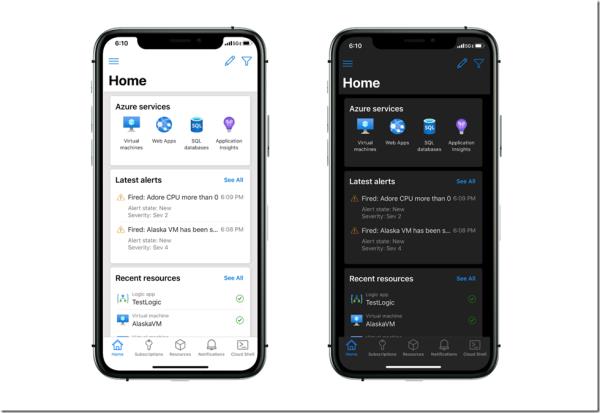 6:10
5G
Home
Azure services
Virtual machines
Web Apps
SQL
SQL databases
Application Insights
Latest alerts
See All
Fired: Adore CPU more than 0
6:09 PM
Alert state: New
Severity: Sev 2
Fired: Alaska VM has been s...
6:08 PM
Alert state: New
Severity: Sev 4
Recent resources
See All
Logic app
TestLogic
Virtual machine
AlaskaVM
Home
Subscriptions
Resources
Notifications
Cloud Shell
6:10
5G
Home
Azure services
Virtual machines
Web Apps
SQL
SQL databases
Application Insights
Latest alerts
See All
Fired: Adore CPU more than 0
6:09 PM
Alert state: New
Severity: Sev 2
Fired: Alaska VM has been s...
6:08 PM
Alert state: New
Severity: Sev 4
Recent resources
See All
Logic app
TestLogic
Virtual machine
AlaskaVM
Home
Subscriptions
Resources
Notifications
Cloud Shell